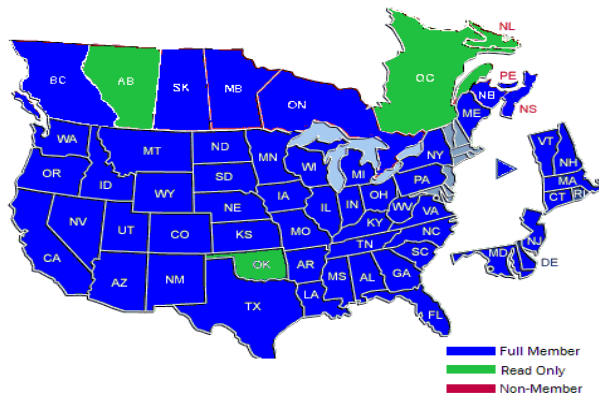 NL
BC
AB
SK
MB
ON
QC
PE
NB
NS
ME
WA
MT
ND
MN
OR
ID
WY
SD
WI
MI
NY
VT
NH
MA
CT
RI
NV
UT
CO
NE
IA
IL
IN
OH
PA
WV
VA
KY
KS
MO
CA
AZ
NM
OK
AR
TN
NC
SC
MS
AL
GA
LA
TX
FL
NJ
MD
DE
Full Member
Read Only
Non-Member